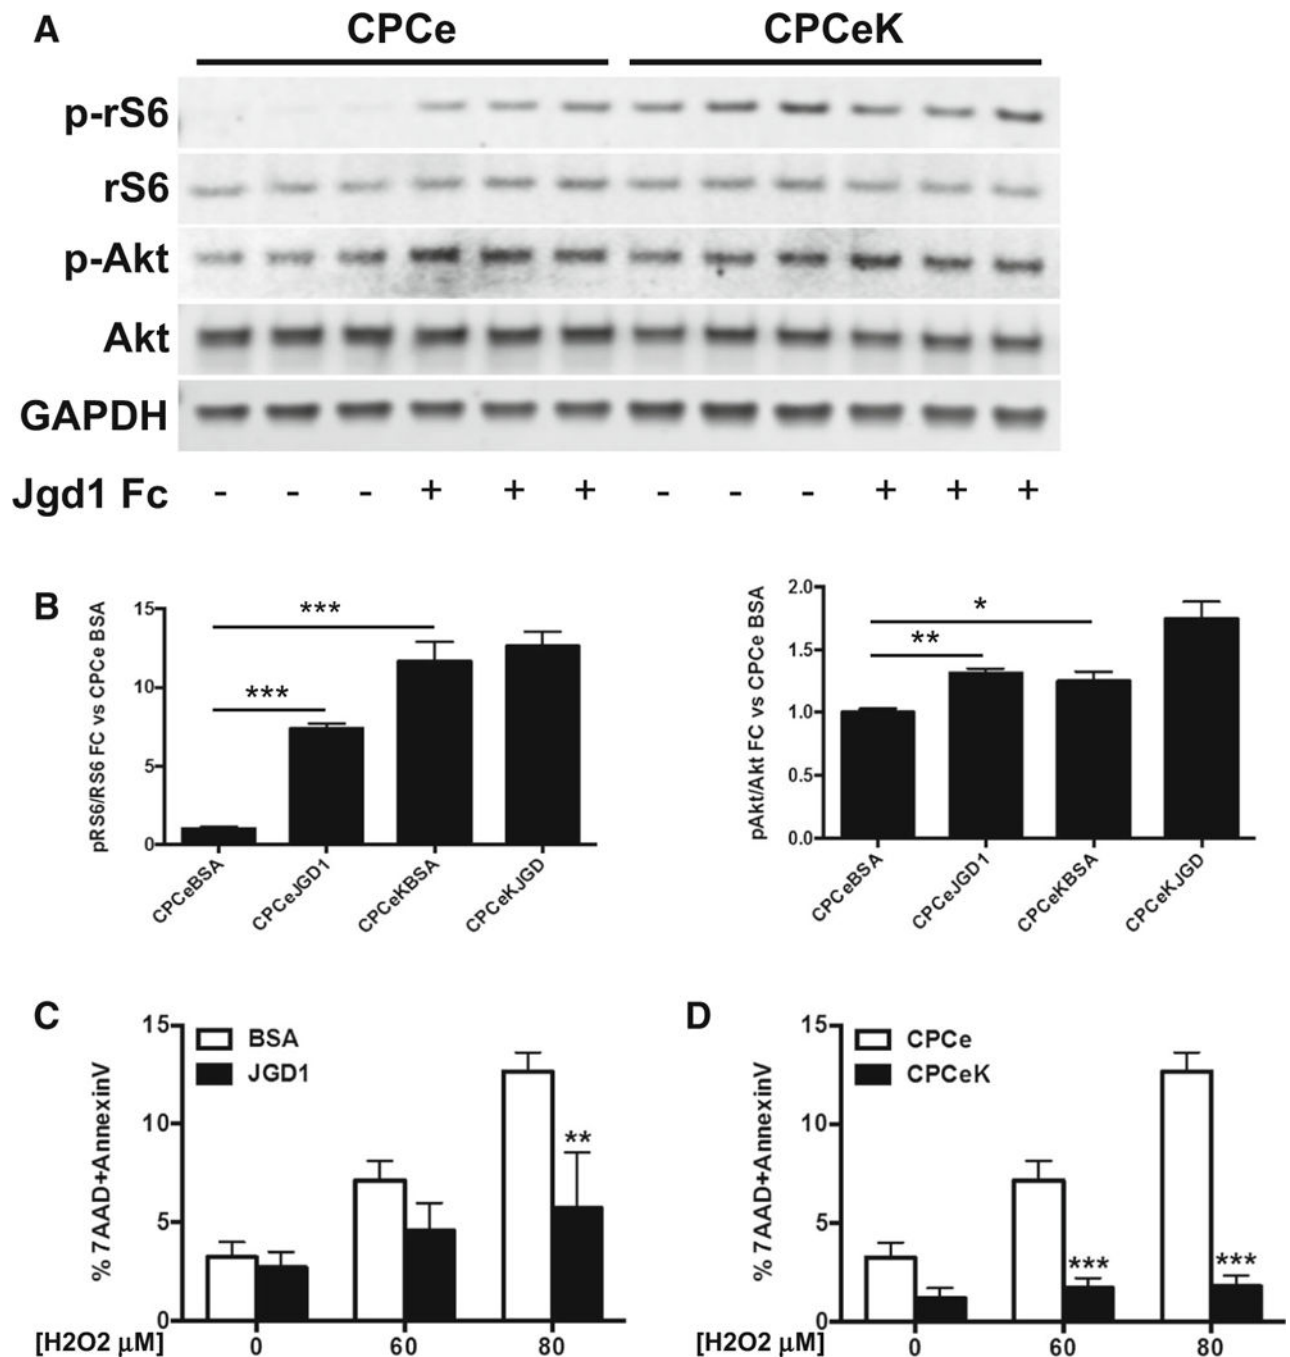 A
CPCe CPCeK
p-rS6
rS6
p-Akt
Akt
GAPDH
Jgd1 Fc - - - + + + - - - + + +
B
pRS6/RS6 FC vs CPCe BSA
15
10
5
0
***
***
CPCeBSA
CPCeJGD1
CPCeKBSA
CPCeKJGD
pAkt/Akt FC vs CPCe BSA
2.0
1.5
1.0
0.5
0.0
*
**
CPCeBSA
CPCeJGD1
CPCeKBSA
CPCeKJGD
C
% 7AAD+AnnexinV
15
10
5
0
BSA
JGD1
**
[H2O2 μM] 0 60 80
D
% 7AAD+AnnexinV
15
10
5
0
CPCe
CPCeK
***
***
[H2O2 μM] 0 60 80